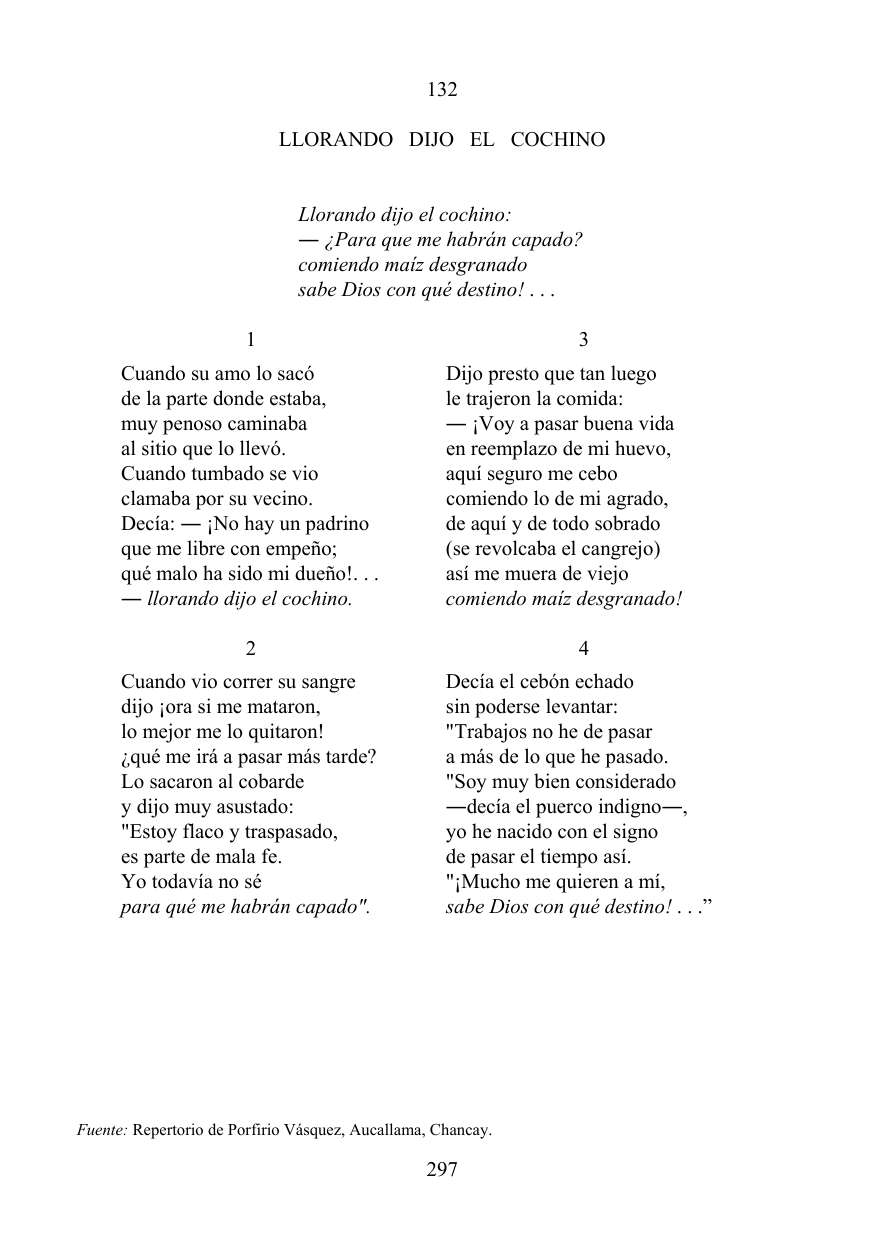 132
LLORANDO DIJO EL COCHINO
Llorando dijo el cochino:
— ¿Para que me habrán capado?
comiendo maíz desgranado
sabe Dios con qué destino! . . .
1
Cuando su amo lo sacó
de la parte donde estaba,
muy penoso caminaba
al sitio que lo llevó.
Cuando tumbado se vio
clamaba por su vecino.
Decía: — ¡No hay un padrino
que me libre con empeño;
qué malo ha sido mi dueño!. . .
— llorando dijo el cochino.
2
Cuando vio correr su sangre
dijo ¡ora si me mataron,
lo mejor me lo quitaron!
¿qué me irá a pasar más tarde?
Lo sacaron al cobarde
y dijo muy asustado:
"Estoy flaco y traspasado,
es parte de mala fe.
Yo todavía no sé
para qué me habrán capado".
3
Dijo presto que tan luego
le trajeron la comida:
— ¡Voy a pasar buena vida
en reemplazo de mi huevo,
aquí seguro me cebo
comiendo lo de mi agrado,
de aquí y de todo sobrado
(se revolcaba el cangrejo)
así me muera de viejo
comiendo maíz desgranado!
4
Decía el cebón echado
sin poderse levantar:
"Trabajos no he de pasar
a más de lo que he pasado.
"Soy muy bien considerado
—decía el puerco indigno—,
yo he nacido con el signo
de pasar el tiempo así.
"¡Mucho me quieren a mí,
sabe Dios con qué destino! . . .”
Fuente: Repertorio de Porfirio Vásquez, Aucallama, Chancay.
297